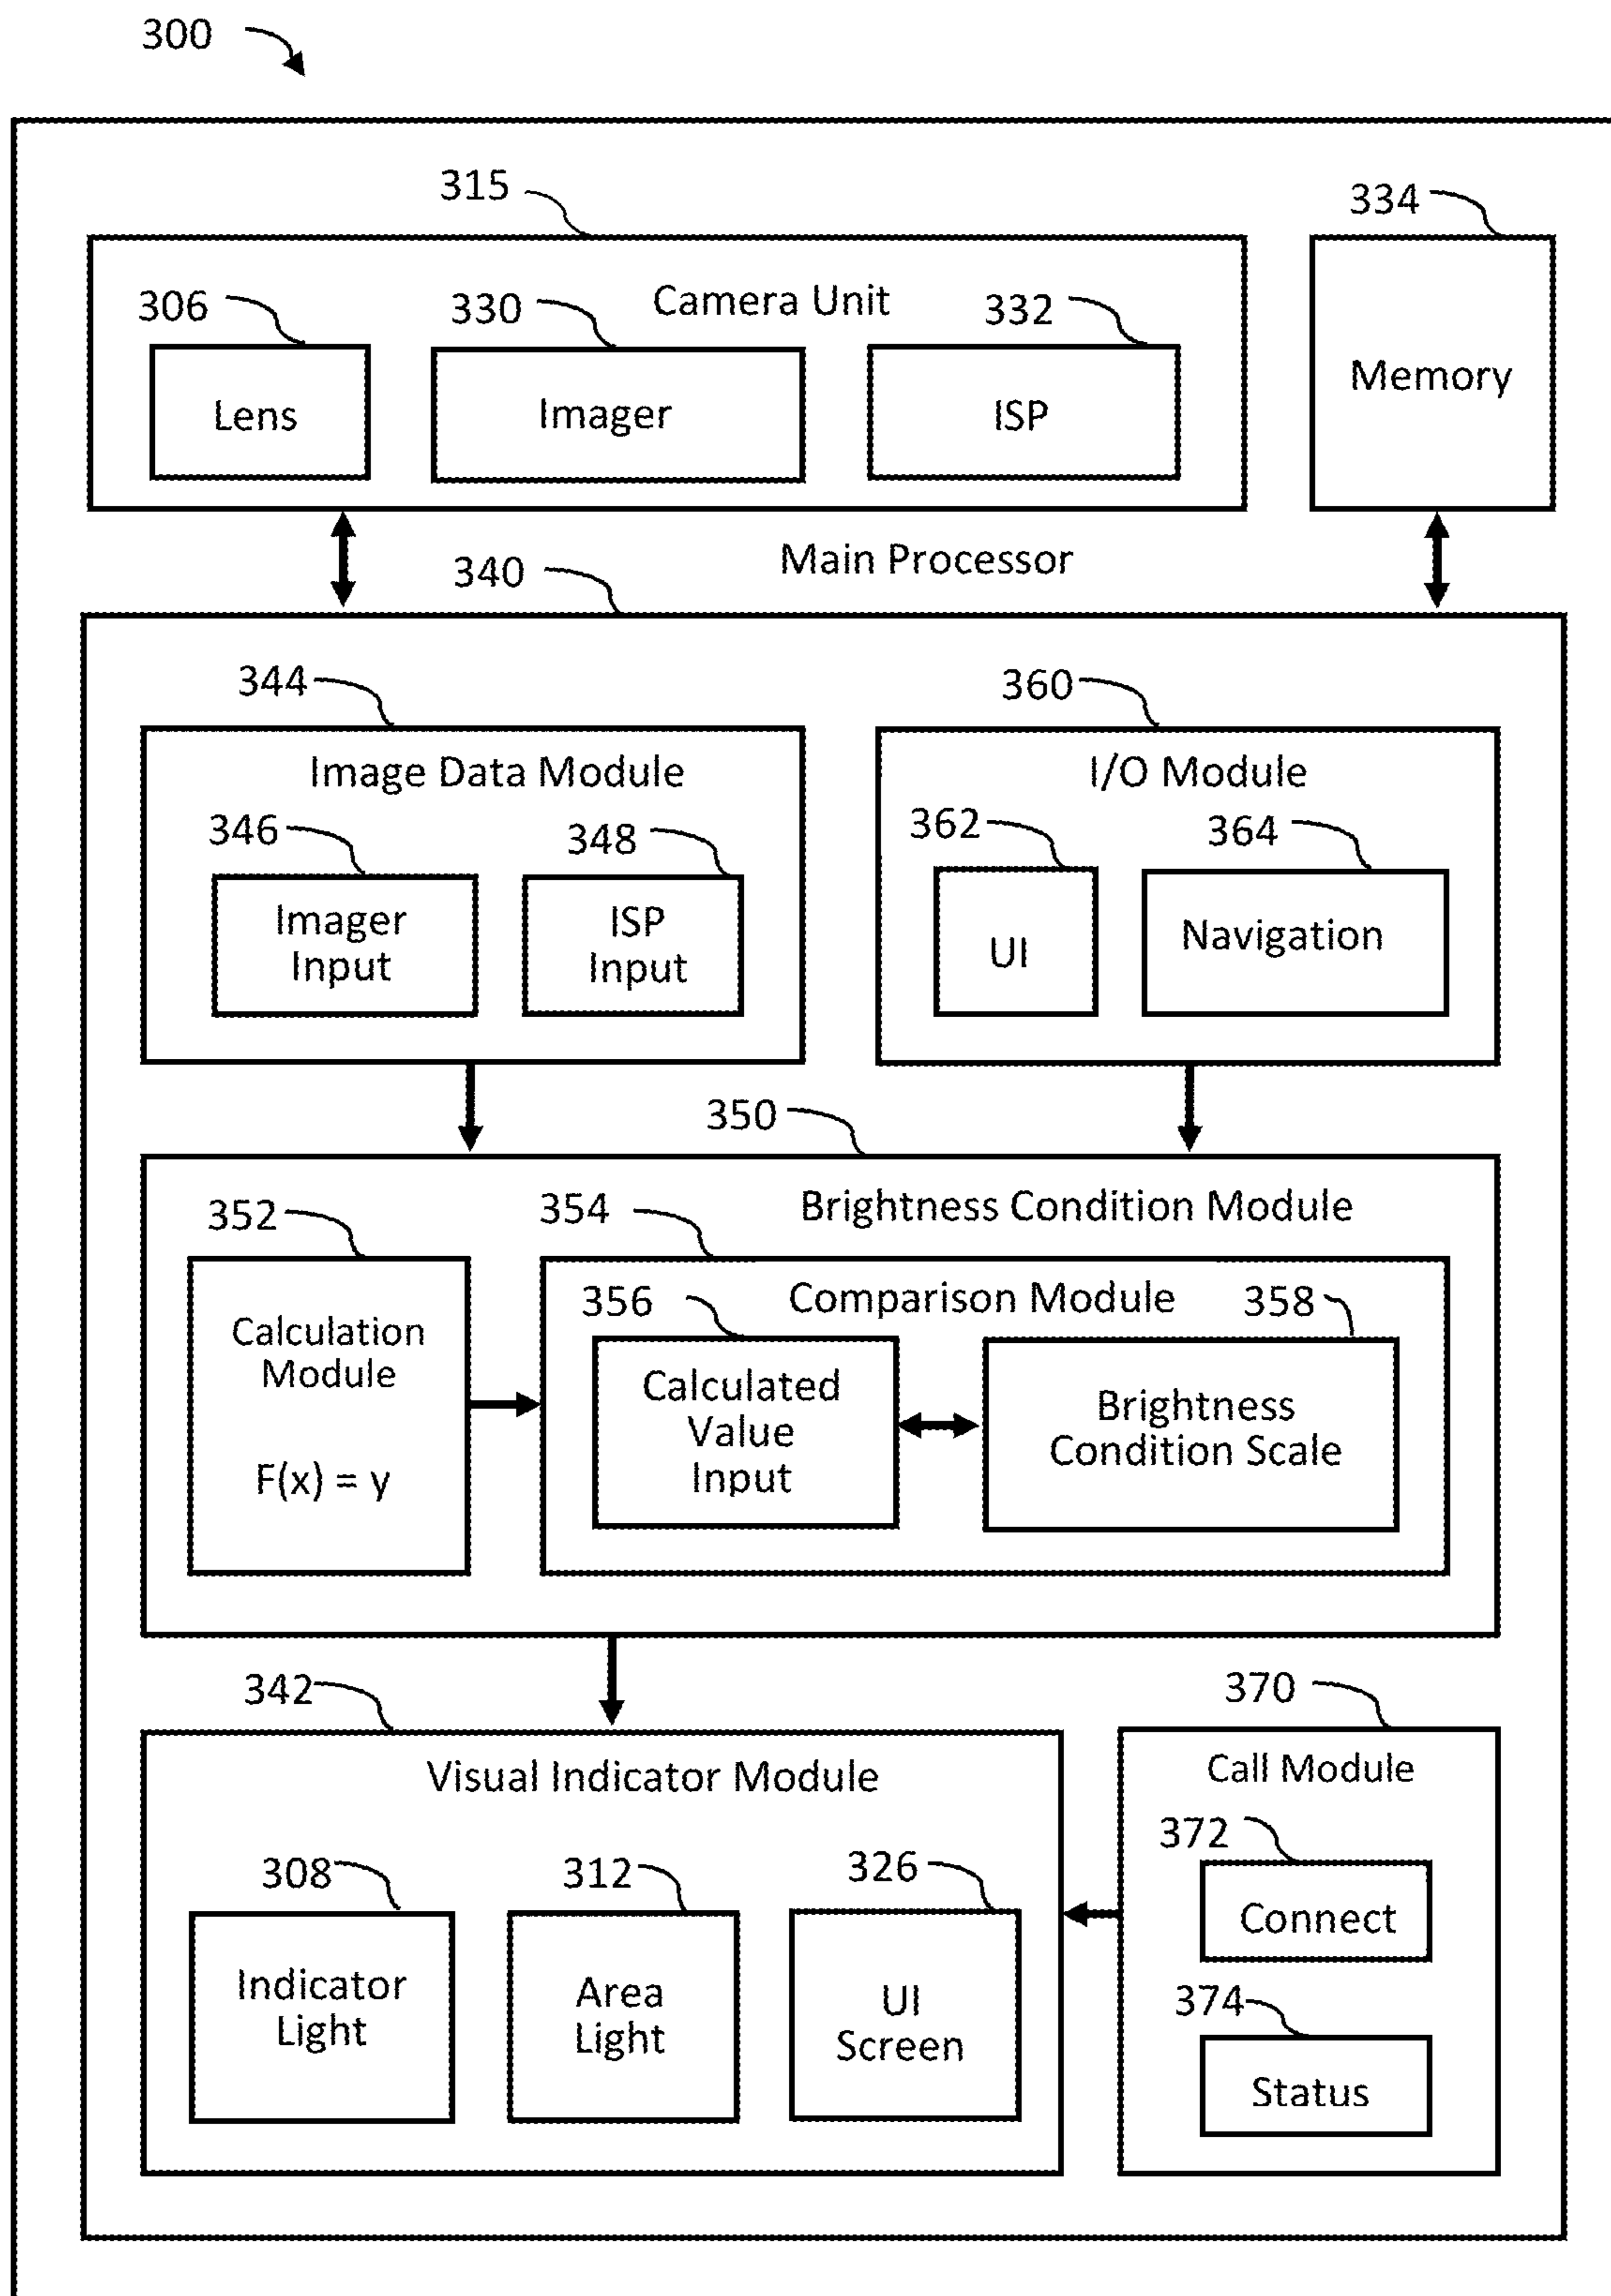 300
315
334
Camera Unit
306
330
332
Lens
Imager
ISP
Memory
Main Processor
340
344
360
Image Data Module
I/O Module
346
348
362
364
Imager
Input
ISP
Input
UI
Navigation
350
Brightness Condition Module
352
354
Calculation
Module
F(x) = y
Comparison Module
356
358
Calculated
Value
Input
Brightness
Condition Scale
342
370
Visual Indicator Module
Call Module
308
312
326
372
Indicator
Light
Area
Light
UI
Screen
Connect
374
Status